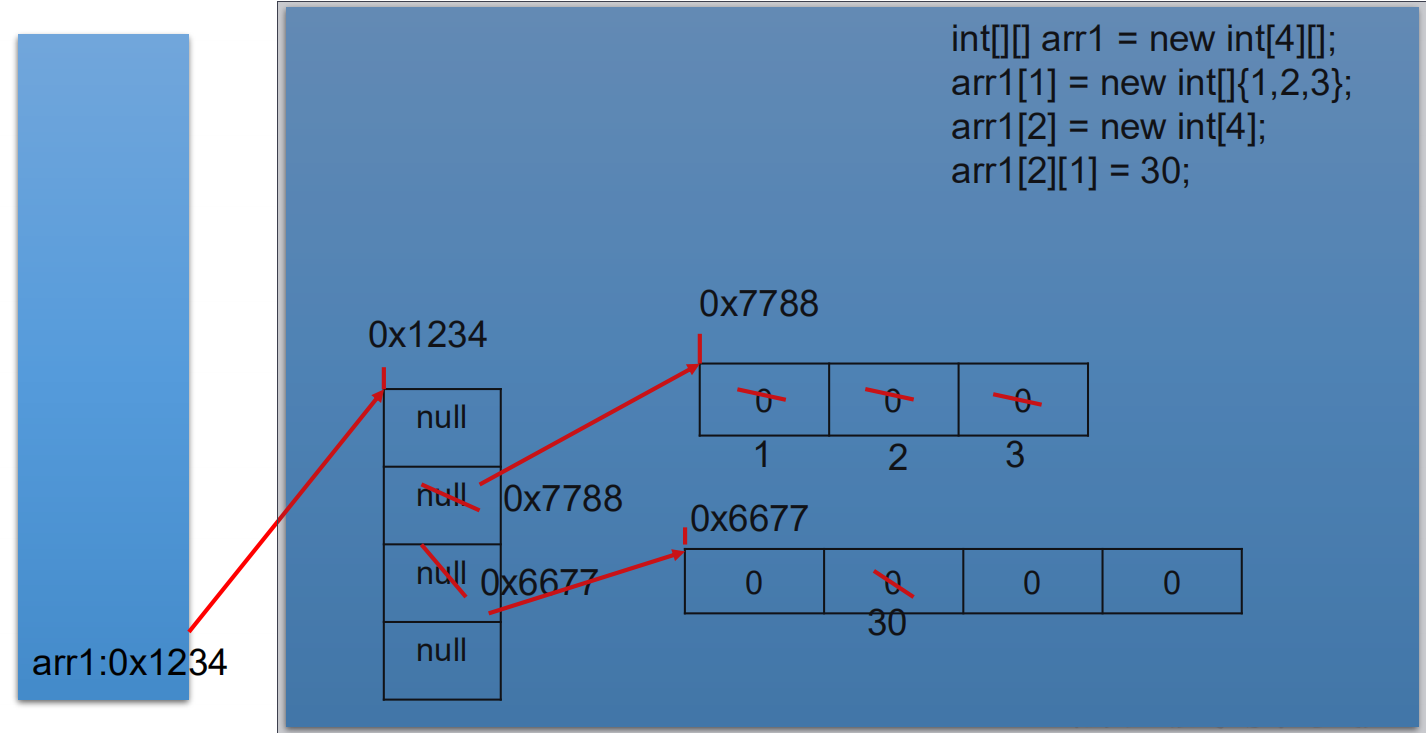 int[][] arr1 = new int[4][];
arr1[1] = new int[]{1,2,3};
arr1[2] = new int[4];
arr1[2][1] = 30;
0x7788
0x1234
null
0 0 0
1 2 3
null 0x7788
0x6677
null 0x6677
0 0 0 0
30
null
arr1:0x1234